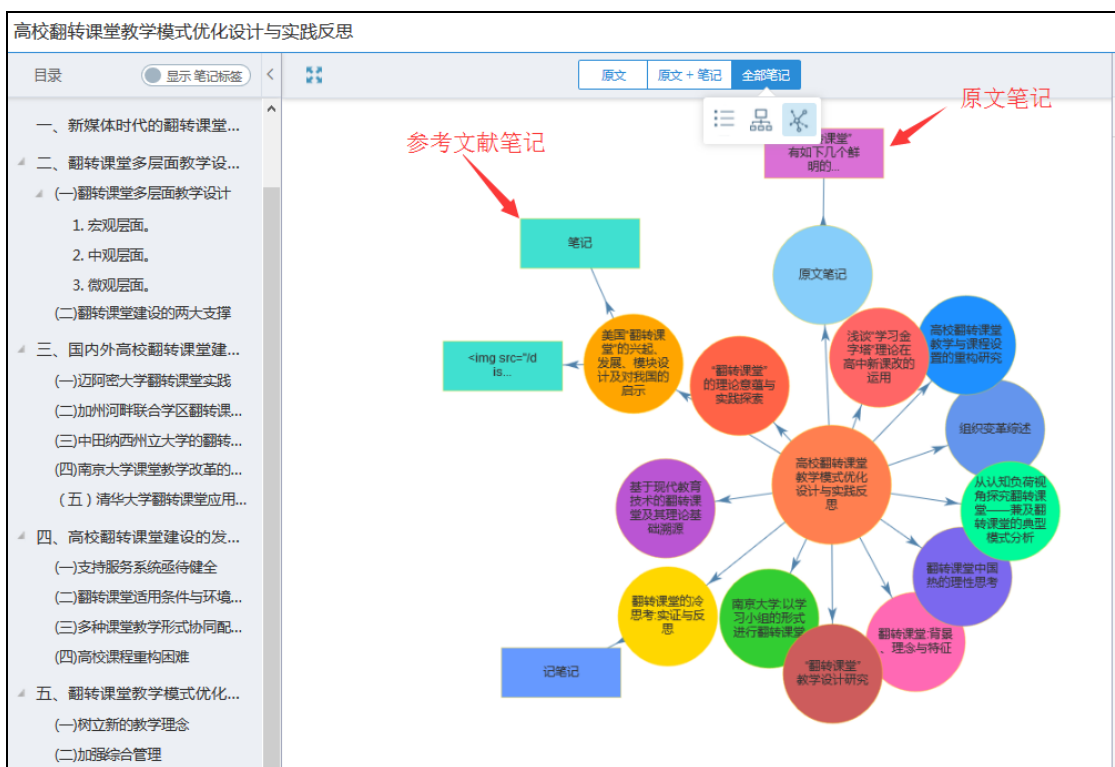 高校翻转课堂教学模式优化设计与实践反思
目录
显示 笔记标签
原文
原文 + 笔记
全部笔记
一、新媒体时代的翻转课堂...
二、翻转课堂多层面教学设...
(一)翻转课堂多层面教学设计
1. 宏观层面。
2. 中观层面。
3. 微观层面。
(二)翻转课堂建设的两大支撑
三、国内外高校翻转课堂建...
(一)迈阿密大学翻转课堂实践
(二)加州河畔联合学区翻转课...
(三)中田纳西州立大学的翻转...
(四)南京大学课堂教学改革的...
（五）清华大学翻转课堂应用...
四、高校翻转课堂建设的发...
(一)支持服务系统亟待健全
(二)翻转课堂适用条件与环境...
(三)多种课堂教学形式协同配...
(四)高校课程重构困难
五、翻转课堂教学模式优化...
(一)树立新的教学理念
(二)加强综合管理
参考文献笔记
原文笔记
课堂”
有如下几个鲜
明的...
笔记
原文笔记
<img src="/d
is...
美国“翻转课
堂”的兴起、
发展、模块设
计及对我国的
启示
“翻转课堂”
的理论意蕴与
实践探索
浅谈“学习金
字塔”理论在
高中新课改的
运用
高校翻转课堂
教学与课程设
置的重构研究
组织变革综述
高校翻转课堂
教学模式优化
设计与实践反
思
从认知负荷视
角探究翻转课
堂——兼及翻
转课堂的典型
模式分析
基于现代教育
技术的翻转课
堂及其理论基
础溯源
翻转课堂中国
热的理性思考
翻转课堂的冷
思考:实证与反
思
南京大学:以学
习小组的形式
进行翻转课堂
翻转课堂:背景
、理念与特征
“翻转课堂”
教学设计研究
记笔记